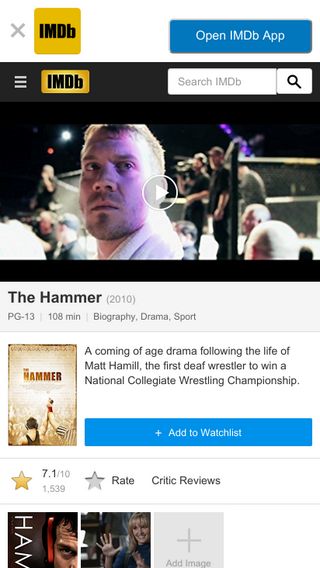 IMDb
Open IMDb App
IMDb
Search IMDb
The Hammer (2010)
PG-13 | 108 min | Biography, Drama, Sport
THE HAMMER
A coming of age drama following the life of
Matt Hamill, the first deaf wrestler to win a
National Collegiate Wrestling Championship.
+ Add to Watchlist
7.1/10
1,539
Rate
Critic Reviews
HAM
Add Image